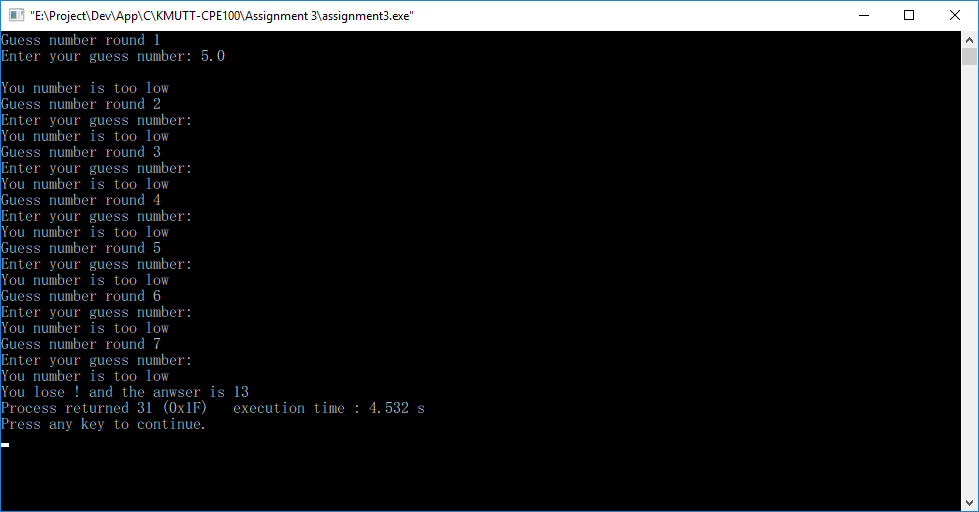 "E:\Project\Dev\App\C\KMUTT-CPE100\Assignment 3\assignment3.exe"
Guess number round 1
Enter your guess number: 5.0
You number is too low
Guess number round 2
Enter your guess number:
You number is too low
Guess number round 3
Enter your guess number:
You number is too low
Guess number round 4
Enter your guess number:
You number is too low
Guess number round 5
Enter your guess number:
You number is too low
Guess number round 6
Enter your guess number:
You number is too low
Guess number round 7
Enter your guess number:
You number is too low
You lose ! and the anwser is 13
Process returned 31 (0x1F)   execution time : 4.532 s
Press any key to continue.